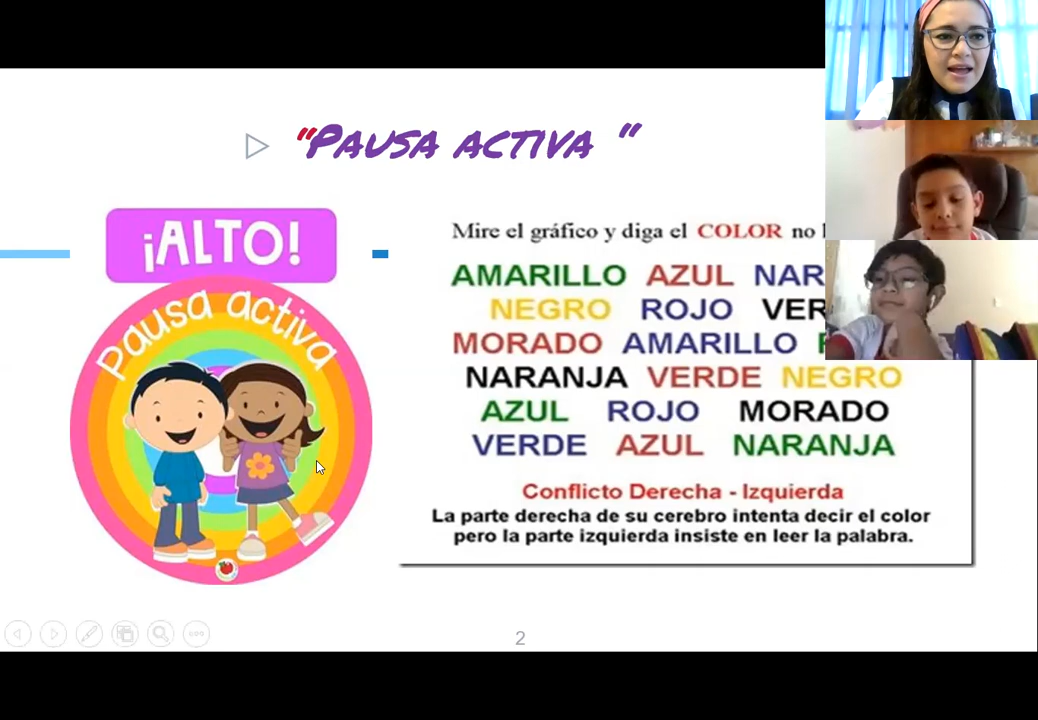 "PAUSA ACTIVA "
¡ALTO!
Pausa activa
Mire el gráfico y diga el COLOR no
AMARILLO AZUL
NEGRO ROJO
MORADO AMARILLO
NARANJA VERDE NEGRO
AZUL ROJO MORADO
VERDE AZUL NARANJA
Conflicto Derecha - Izquierda
La parte derecha de su cerebro intenta decir el color
pero la parte izquierda insiste en leer la palabra.
2